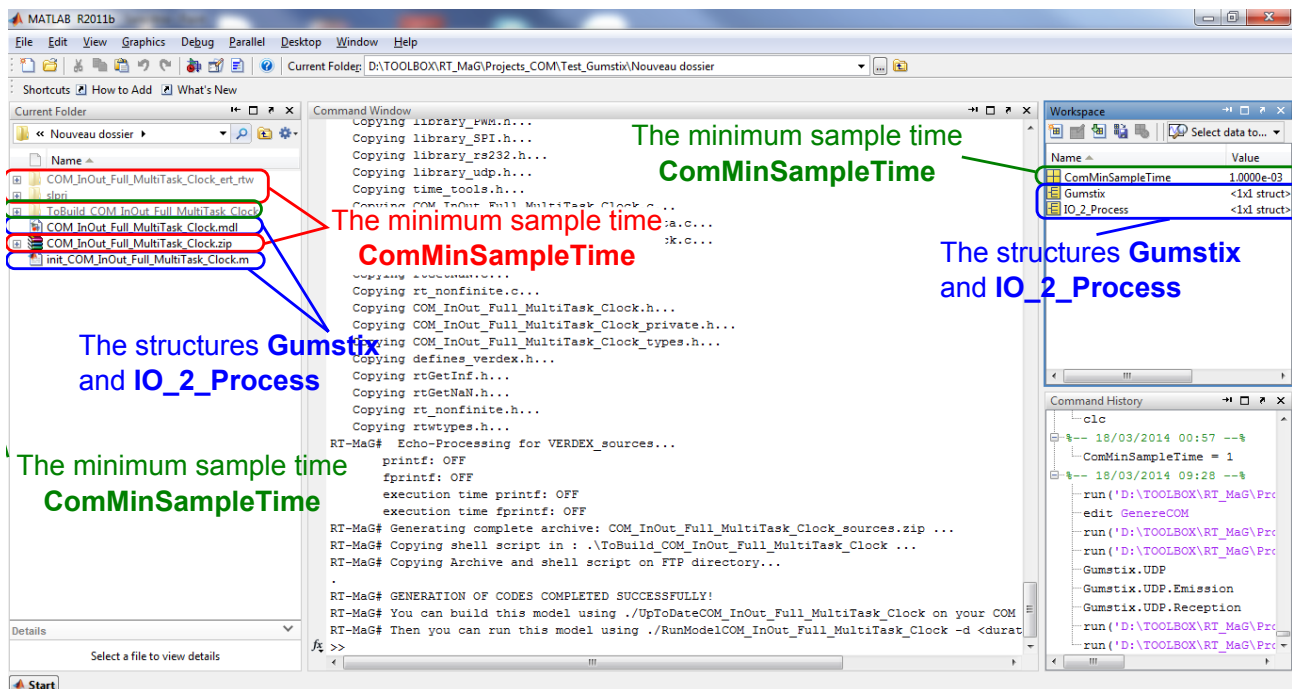 MATLAB R2011b
File Edit View Graphics Debug Parallel Desktop Window Help
Current Folder: D:\TOOLBOX\RT_MaG\Projects_COM\Test_Gumstix\Nouveau dossier
Shortcuts How to Add What's New
Current Folder
« Nouveau dossier
Name
COM_InOut_Full_MultiTask_Clock_ert_rtw
slprj
ToBuild_COM_InOut_Full_MultiTask_Clock
COM_InOut_Full_MultiTask_Clock.mdl
COM_InOut_Full_MultiTask_Clock.zip
init_COM_InOut_Full_MultiTask_Clock.m
The minimum sample time
ComMinSampleTime
The structures Gumstix
and IO_2_Process
The minimum sample time
ComMinSampleTime
Details
Select a file to view details
Command Window
Copying library_PWM.h...
Copying library_SPI.h...
Copying library_rs232.h...
Copying library_udp.h...
Copying time_tools.h...
Copying COM_InOut_Full_MultiTask_Clock.c...
a.c...
ck.c...
Copying rt_nonfinite.c...
Copying COM_InOut_Full_MultiTask_Clock.h...
Copying COM_InOut_Full_MultiTask_Clock_private.h...
Copying COM_InOut_Full_MultiTask_Clock_types.h...
Copying defines_verdex.h...
Copying rtGetInf.h...
Copying rtGetNaN.h...
Copying rt_nonfinite.h...
Copying rtwtypes.h...
RT-MaG# Echo-Processing for VERDEX_sources...
printf: OFF
fprintf: OFF
execution time printf: OFF
execution time fprintf: OFF
RT-MaG# Generating complete archive: COM_InOut_Full_MultiTask_Clock_sources.zip ...
RT-MaG# Copying shell script in : .\ToBuild_COM_InOut_Full_MultiTask_Clock ...
RT-MaG# Copying Archive and shell script on FTP directory...
.
RT-MaG# GENERATION OF CODES COMPLETED SUCCESSFULLY!
RT-MaG# You can build this model using ./UpToDateCOM_InOut_Full_MultiTask_Clock on your COM
RT-MaG# Then you can run this model using ./RunModelCOM_InOut_Full_MultiTask_Clock -d <durat
fx >>
The minimum sample time
ComMinSampleTime
Workspace
Select data to...
Name Value
ComMinSampleTime 1.0000e-03
Gumstix <1x1 struct>
IO_2_Process <1x1 struct>
The structures Gumstix
and IO_2_Process
Command History
clc
%-- 18/03/2014 00:57 --%
ComMinSampleTime = 1
%-- 18/03/2014 09:28 --%
run('D:\TOOLBOX\RT_MaG\Pro
edit GenereCOM
run('D:\TOOLBOX\RT_MaG\Pro
run('D:\TOOLBOX\RT_MaG\Pro
Gumstix.UDP
Gumstix.UDP.Emission
Gumstix.UDP.Reception
run('D:\TOOLBOX\RT_MaG\Pro
run('D:\TOOLBOX\RT_MaG\Pro
Start